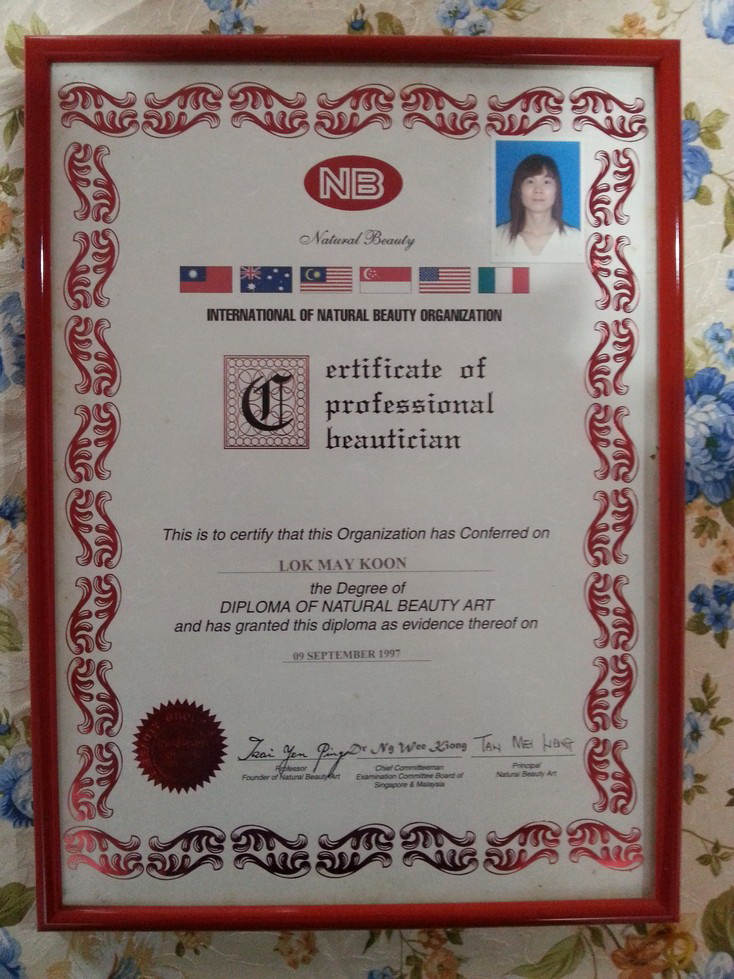 NB
Natural Beauty
INTERNATIONAL OF NATURAL BEAUTY ORGANIZATION
Certificate of
professional
beautician
This is to certify that this Organization has Conferred on
LOK MAY KOON
the Degree of
DIPLOMA OF NATURAL BEAUTY ART
and has granted this diploma as evidence thereof on
09 SEPTEMBER 1997
Tsai Yen Ping Dr Ng Wee Kiong TAN MEI
Professor
Founder of Natural Beauty Art
Chief Committeeman
Examination Committee Board of
Singapore & Malaysia
Principal
Natural Beauty Art